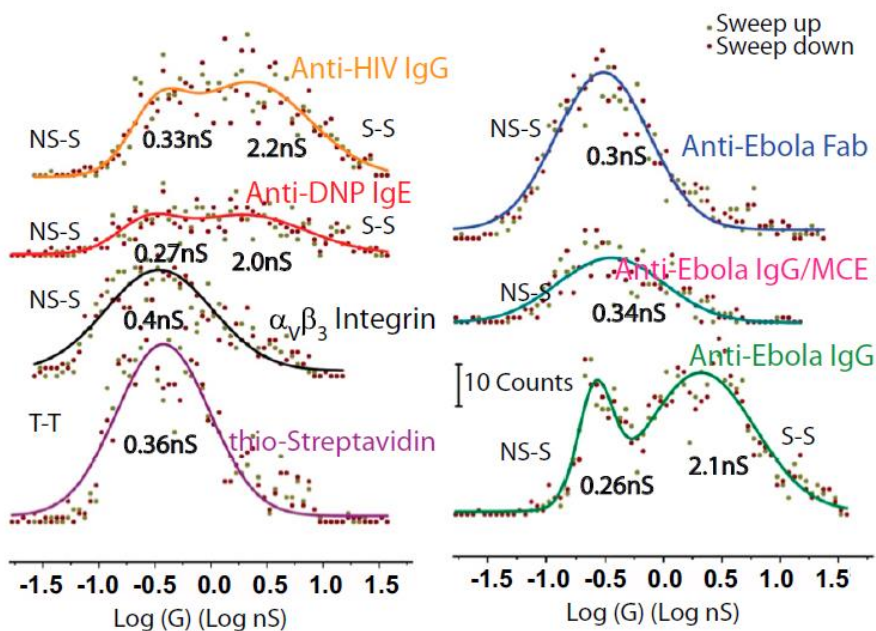 Anti-HIV IgG
NS-S
S-S
0.33nS
2.2nS
Anti-DNP IgE
NS-S
S-S
0.27nS
2.0nS
NS-S
0.4nS
αVβ3 Integrin
T-T
0.36nS
thio-Streptavidin
-1.5 -1.0 -0.5 0.0 0.5 1.0 1.5
Log (G) (Log nS)
Sweep up
Sweep down
NS-S
0.3nS
Anti-Ebola Fab
NS-S
Anti-Ebola IgG/MCE
0.34nS
Anti-Ebola IgG
10 Counts
NS-S
S-S
0.26nS
2.1nS
-1.5 -1.0 -0.5 0.0 0.5 1.0 1.5
Log (G) (Log nS)